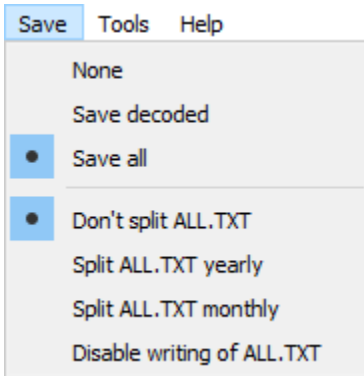 Save Tools Help
None
Save decoded
Save all
Don't split ALL.TXT
Split ALL.TXT yearly
Split ALL.TXT monthly
Disable writing of ALL.TXT